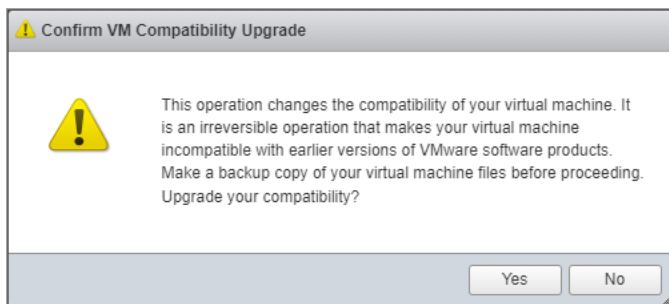 Confirm VM Compatibility Upgrade
This operation changes the compatibility of your virtual machine. It
is an irreversible operation that makes your virtual machine
incompatible with earlier versions of VMware software products.
Make a backup copy of your virtual machine files before proceeding.
Upgrade your compatibility?
Yes No